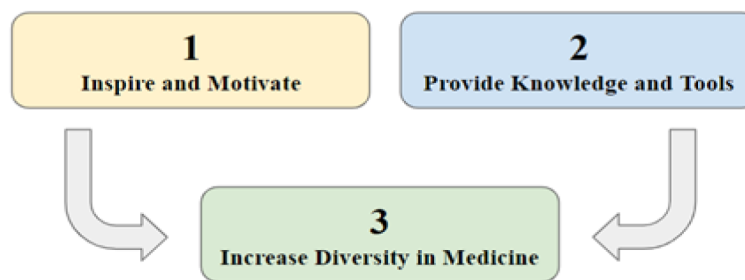 1
Inspire and Motivate
2
Provide Knowledge and Tools
3
Increase Diversity in Medicine